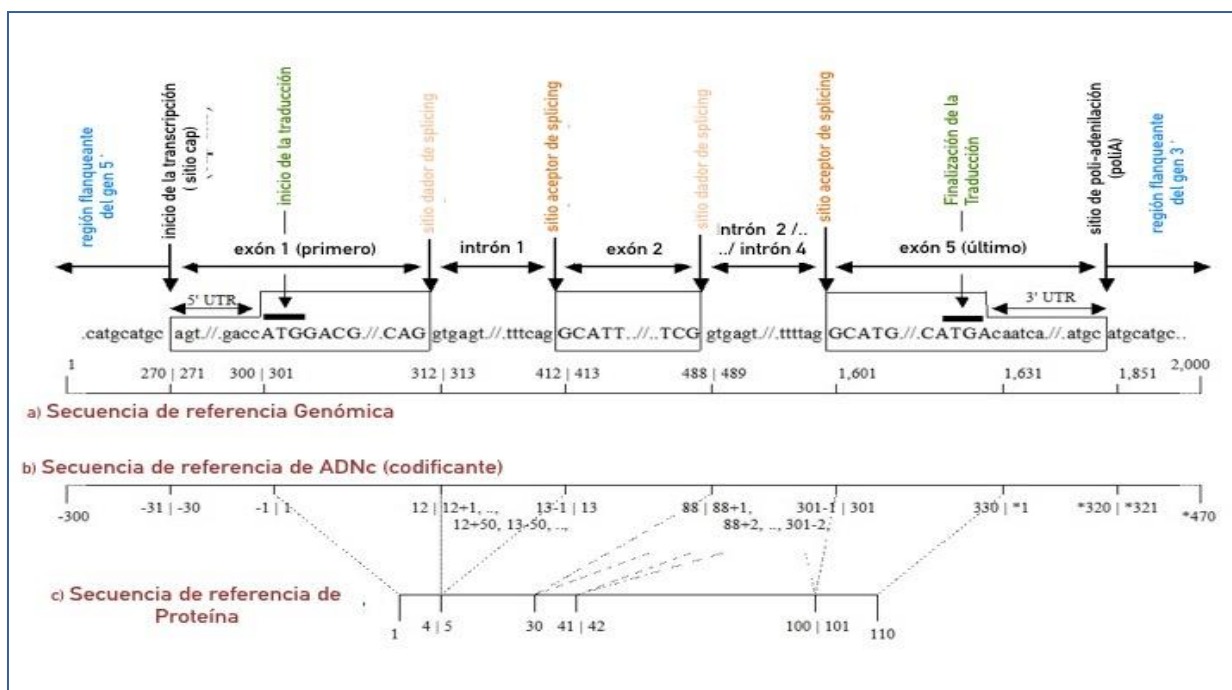 región flanqueante
del gen 5 ˈ
inicio de la transcripción
( sitio cap)
inicio de la traducción
sitio dador de splicing
sitio aceptor de splicing
sitio dador de splicing
sitio aceptor de splicing
Finalización de la
Traducción
sitio de poli-adenilación
(poliA)
región flanqueante
del gen 3 ˈ
exón 1 (primero)
intrón 1
exón 2
Intrón 2 /..
../ intrón 4
exón 5 (último)
5' UTR
3' UTR
.catgcatgc agt.//.gaccATGGACG.//CAG gtgagt.//tttcag GCATT..//..TCG gtgagt.//ttttag GCATG.//CATGAcaatca.//atgc atgcatgc..
1 270 | 271 300 | 301 312 | 313 412 | 413 488 | 489 1,601 1,631 1,851 2,000
a) Secuencia de referencia Genómica
b) Secuencia de referencia de ADNc (codificante)
-300 -31 | -30 -1 | 1 12 | 12+1, .., 13-1 | 13 88 | 88+1, 301-1 | 301 330 | *1 *320 | *321 *470
12+50, 13-50, .., 88+2, .., 301-2,
c) Secuencia de referencia de
Proteína
1 4 | 5 30 41 | 42 100 | 101 110